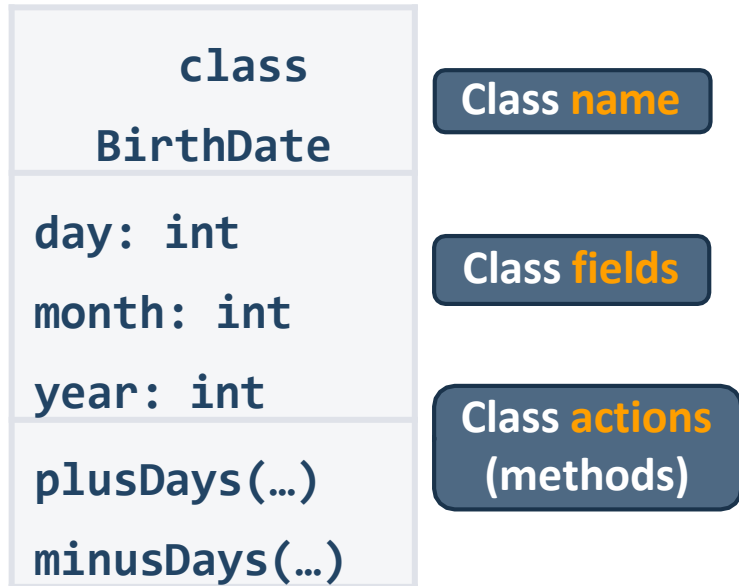 class
BirthDate
Class name
day: int
month: int
year: int
Class fields
plusDays(…)
minusDays(…)
Class actions
(methods)